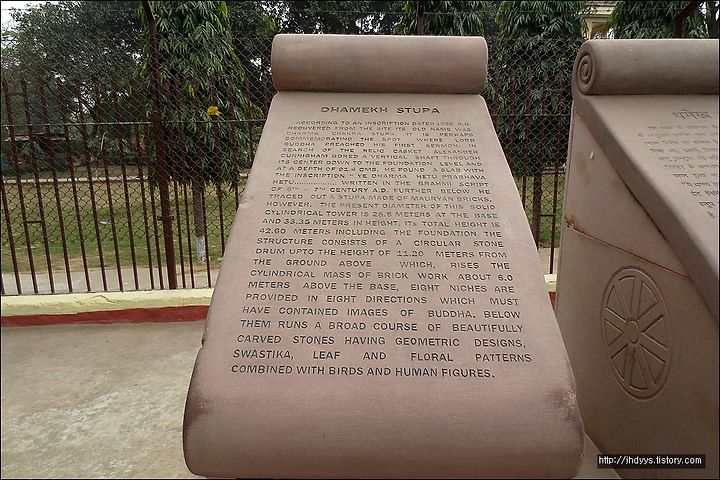 DHAMEKH STUPA
ACCORDING TO AN INSCRIPTION DATED 1026 A.D.
RECOVERED FROM THE SITE ITS OLD NAME WAS
DHARMA CHAKRA STUPA. IT IS PERHAPS
COMMEMORATING THE SPOT WHERE LORD
BUDDHA PREACHED HIS FIRST SERMON. IN
SEARCH OF THE RELIC CASKET ALEXANDER
CUNNIGHAM BORED A VERTICAL SHAFT THROUGH
ITS CENTER DOWN TO THE FOUNDATION LEVEL AND
AT A DEPTH OF 91.4 CMS. HE FOUND A SLAB WITH
THE INSCRIPTION " YE DHARMA HETU PRABHAVA
HETU................. WRITTEN IN THE BRAHMI SCRIPT
OF 6TH - 7TH CENTURY A.D. FURTHER BELOW HE
TRACED OUT A STUPA MADE OF MAURYAN BRICKS.
HOWEVER, THE PRESENT DIAMETER OF THIS SOLID
CYLINDRICAL TOWER IS 28.5 METERS AT THE BASE
AND 33.35 METERS IN HEIGHT. ITS TOTAL HEIGHT IS
42.60 METERS INCLUDING THE FOUNDATION. THE
STRUCTURE CONSISTS OF A CIRCULAR STONE
DRUM UPTO THE HEIGHT OF 11.20 METERS FROM
THE GROUND ABOVE WHICH, RISES THE
CYLINDRICAL MASS OF BRICK WORK ABOUT 6.0
METERS ABOVE THE BASE, EIGHT NICHES ARE
PROVIDED IN EIGHT DIRECTIONS WHICH MUST
HAVE CONTAINED IMAGES OF BUDDHA. BELOW
THEM RUNS A BROAD COURSE OF BEAUTIFULLY
CARVED STONES HAVING GEOMETRIC DESIGNS,
SWASTIKA, LEAF AND FLORAL PATTERNS
COMBINED WITH BIRDS AND HUMAN FIGURES.
http://jhdyys.tistory.com